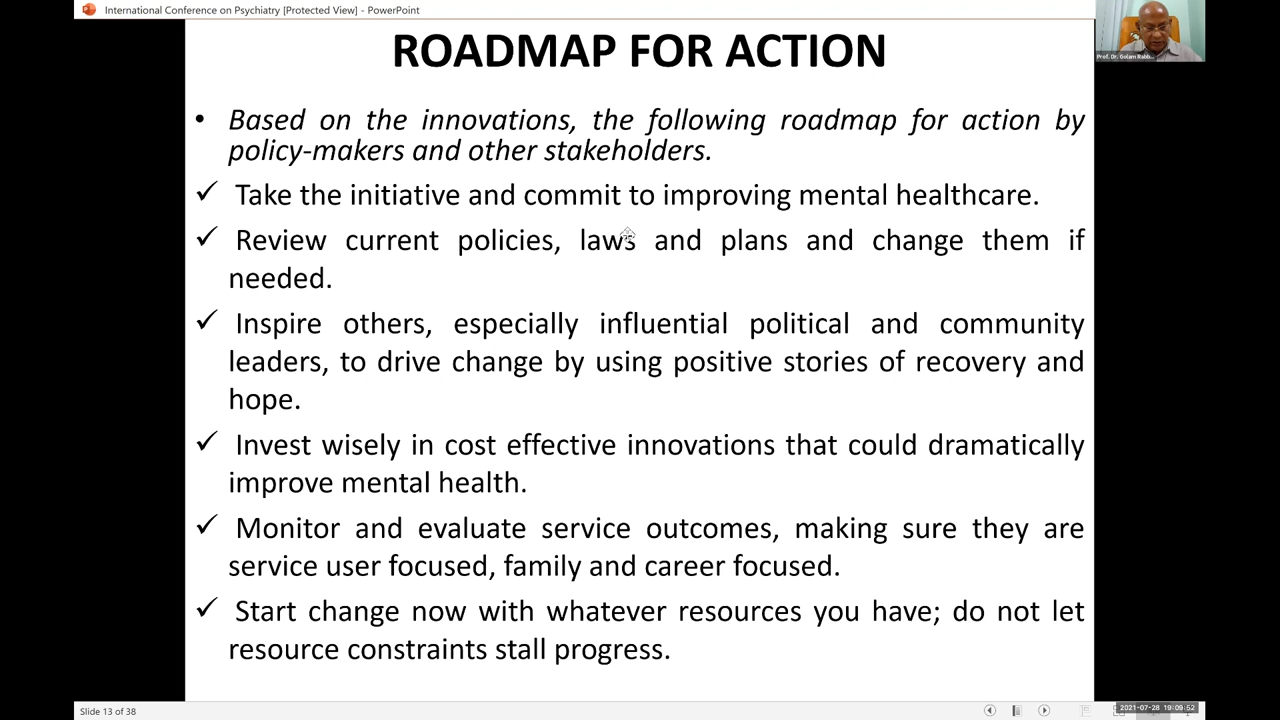 International Conference on Psychiatry [Protected View] - PowerPoint
Prof. Dr. Golam Rabb...
ROADMAP FOR ACTION
• Based on the innovations, the following roadmap for action by
policy-makers and other stakeholders.
✓ Take the initiative and commit to improving mental healthcare.
✓ Review current policies, laws and plans and change them if
needed.
✓ Inspire others, especially influential political and community
leaders, to drive change by using positive stories of recovery and
hope.
✓ Invest wisely in cost effective innovations that could dramatically
improve mental health.
✓ Monitor and evaluate service outcomes, making sure they are
service user focused, family and career focused.
✓ Start change now with whatever resources you have; do not let
resource constraints stall progress.
Slide 13 of 38
2021-07-28 19:09:52